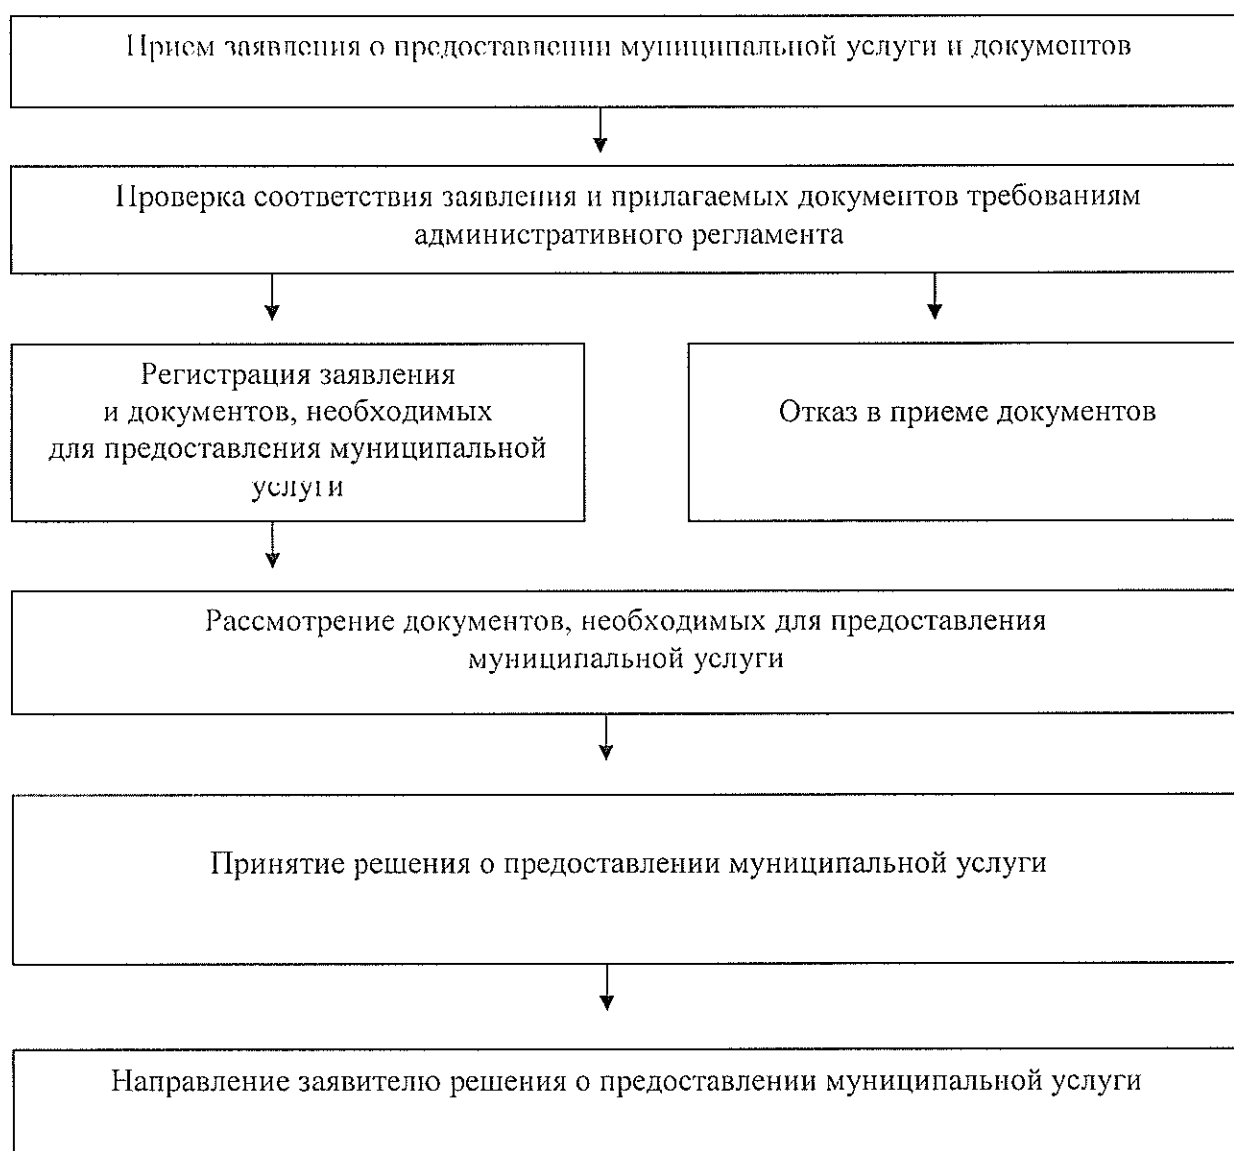 Прием заявления о предоставлении муниципальной услуги и документов
Проверка соответствия заявления и прилагаемых документов требованиям
административного регламента
Регистрация заявления
и документов, необходимых
для предоставления муниципальной
услуги
Отказ в приеме документов
Рассмотрение документов, необходимых для предоставления
муниципальной услуги
Принятие решения о предоставлении муниципальной услуги
Направление заявителю решения о предоставлении муниципальной услуги